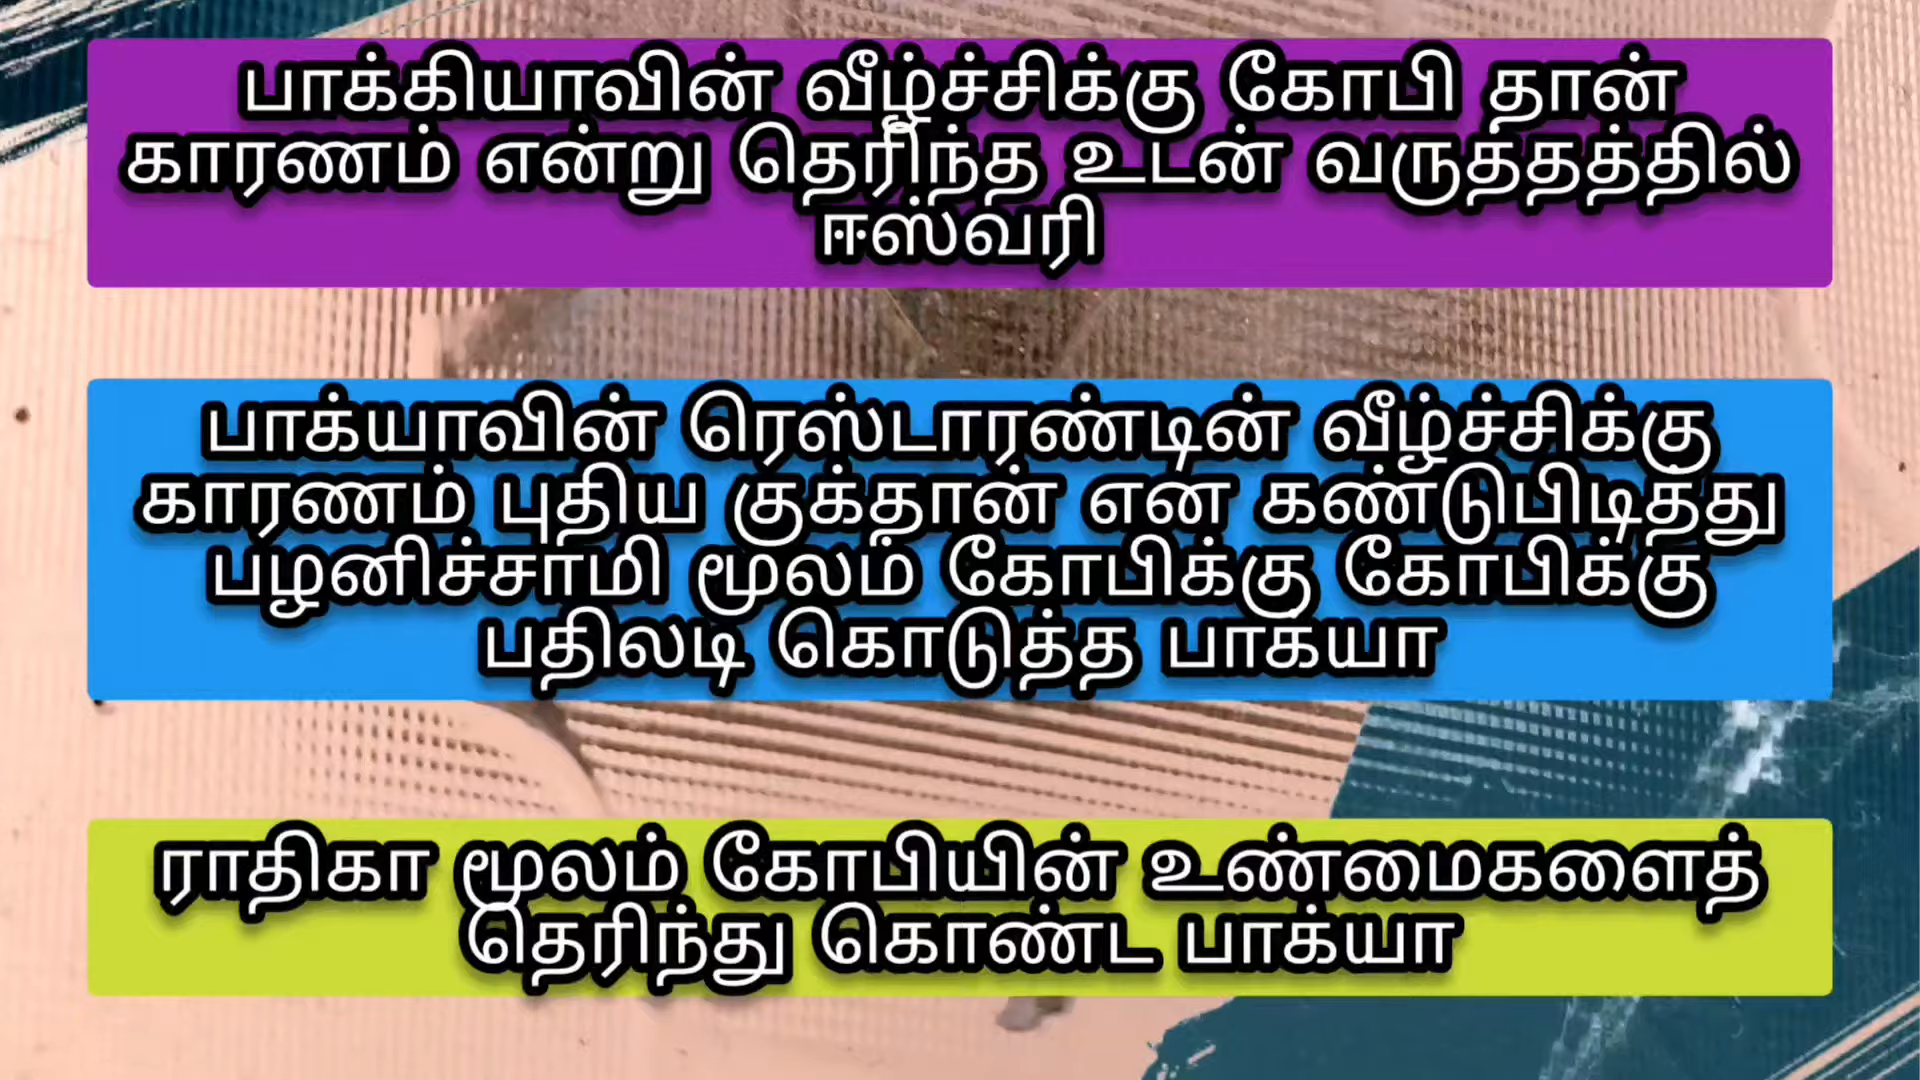 பாக்கியாவின் வீழ்ச்சிக்கு கோபி தான்
காரணம் என்று தெரிந்த உடன் வருத்தத்தில்
ஈஸ்வரி
பாக்யாவின் ரெஸ்டாரண்டின் வீழ்ச்சிக்கு
காரணம் புதிய குக்தான் என கண்டுபிடித்து
பழனிச்சாமி மூலம் கோபிக்கு கோபிக்கு
பதிலடி கொடுத்த பாக்யா
ராதிகா மூலம் கோபியின் உண்மைகளைத்
தெரிந்து கொண்ட பாக்யா